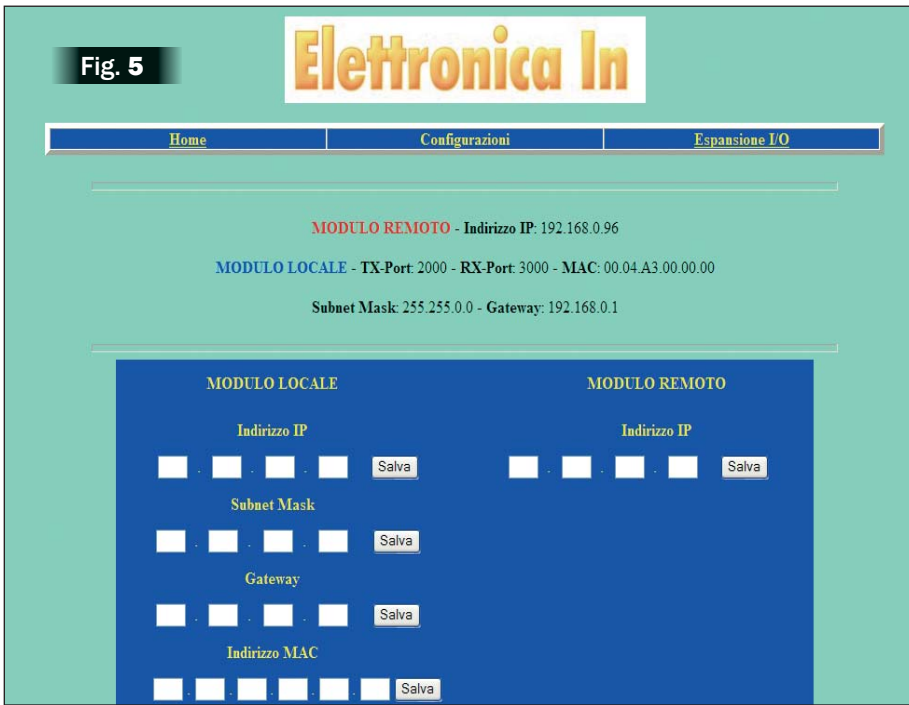 Fig. 5
Elettronica In
Home Configurazioni Espansione I/O
MODULO REMOTO - Indirizzo IP: 192.168.0.96
MODULO LOCALE - TX-Port: 2000 - RX-Port: 3000 - MAC: 00.04.A3.00.00.00
Subnet Mask: 255.255.0.0 - Gateway: 192.168.0.1
MODULO LOCALE MODULO REMOTO
Indirizzo IP Indirizzo IP
. . . Salva . . . Salva
Subnet Mask
. . . Salva
Gateway
. . . Salva
Indirizzo MAC
. . . . . Salva